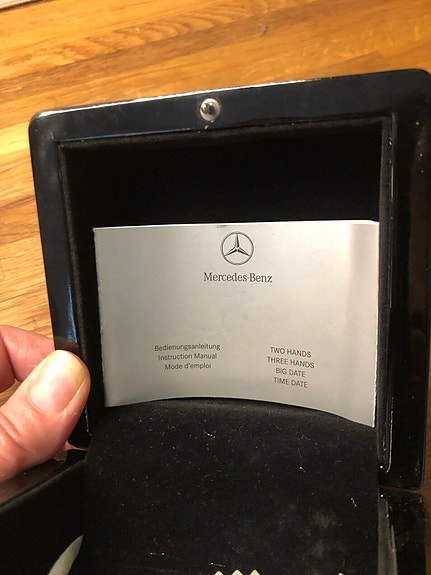 Mercedes-Benz
Bedienungsanleitung
Instruction Manual
Mode d'emploi
TWO HANDS
THREE HANDS
BIG DATE
TIME DATE